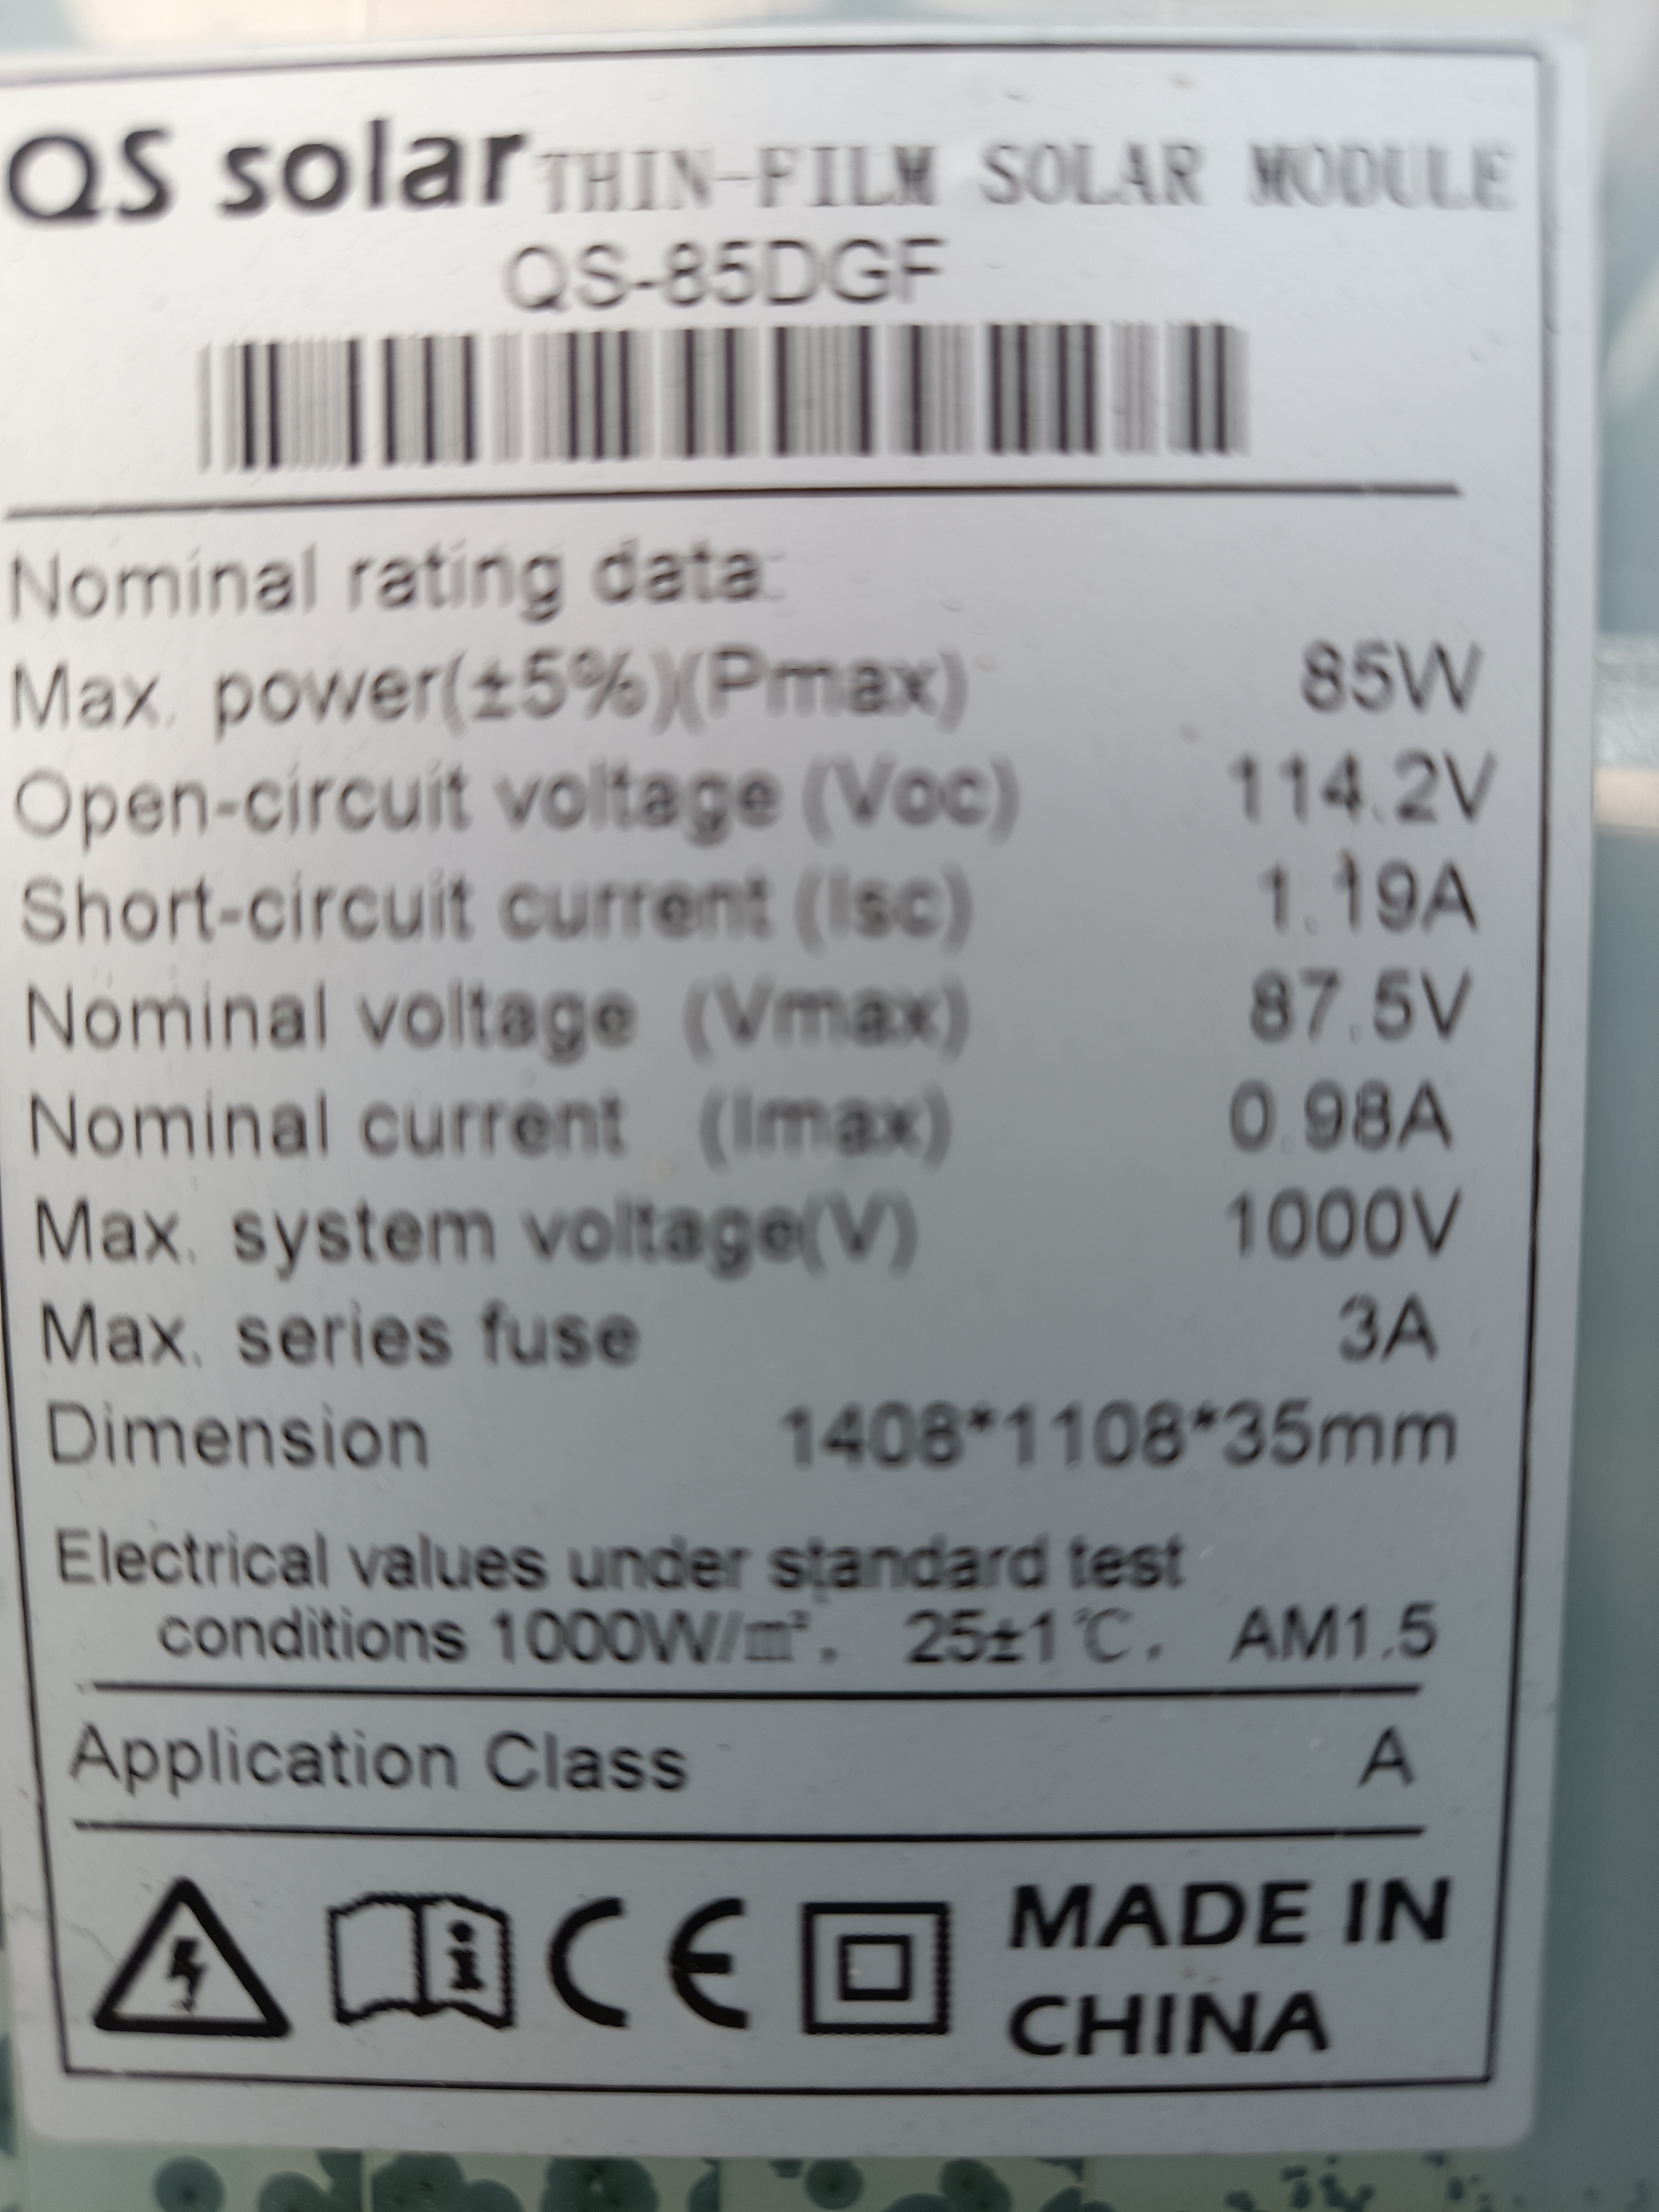 QS solar THIN-FILM SOLAR MODULE
QS-85DGF
Nominal rating data:
Max. power(±5%)(Pmax) 85W
Open-circuit voltage (Voc) 114.2V
Short-circuit current (Isc) 1.19A
Nominal voltage (Vmax) 87.5V
Nominal current (Imax) 0.98A
Max. system voltage(V) 1000V
Max. series fuse 3A
Dimension 1408*1108*35mm
Electrical values under standard test
conditions 1000W/㎡, 25±1℃, AM1.5
Application Class A
i CE MADE IN
CHINA